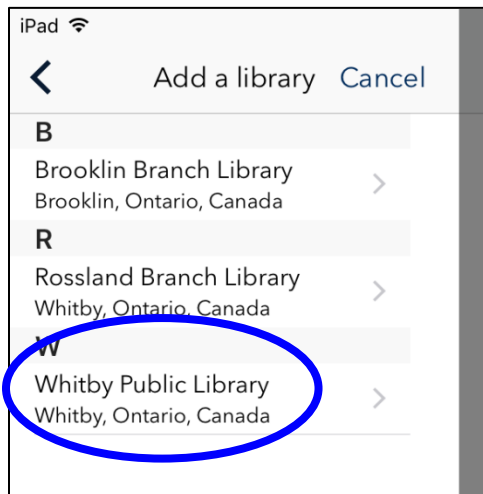 iPad
Add a library Cancel
B
Brooklin Branch Library
Brooklin, Ontario, Canada
R
Rossland Branch Library
Whitby, Ontario, Canada
W
Whitby Public Library
Whitby, Ontario, Canada